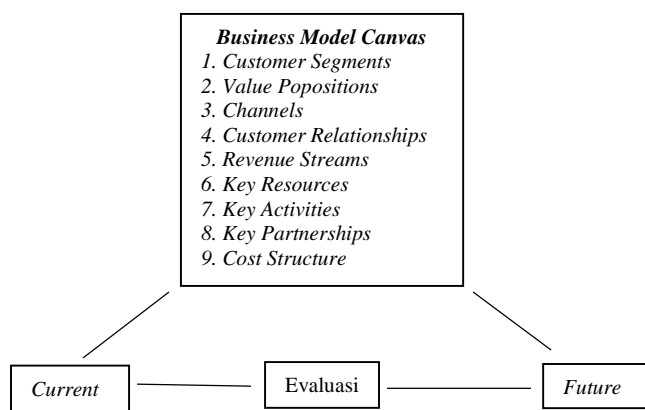 Business Model Canvas
1. Customer Segments
2. Value Popositions
3. Channels
4. Customer Relationships
5. Revenue Streams
6. Key Resources
7. Key Activities
8. Key Partnerships
9. Cost Structure
Current
Evaluasi
Future